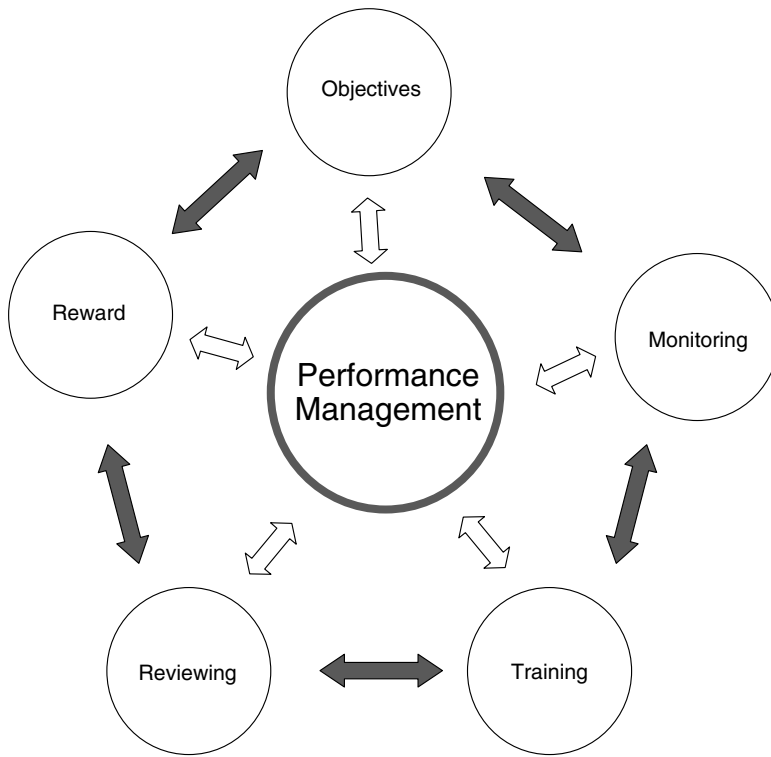 Objectives
Reward
Monitoring
Performance
Management
Reviewing
Training